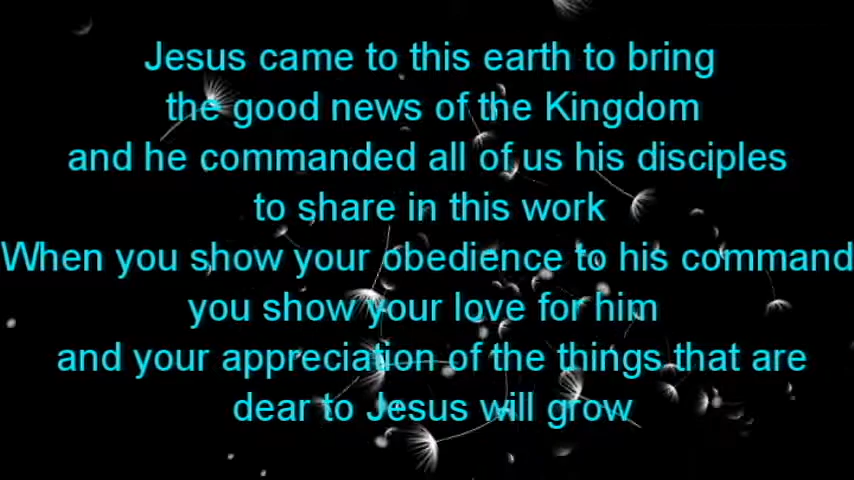 Jesus came to this earth to bring
the good news of the Kingdom
and he commanded all of us his disciples
to share in this work
When you show your obedience to his command
you show your love for him
and your appreciation of the things that are
dear to Jesus will grow